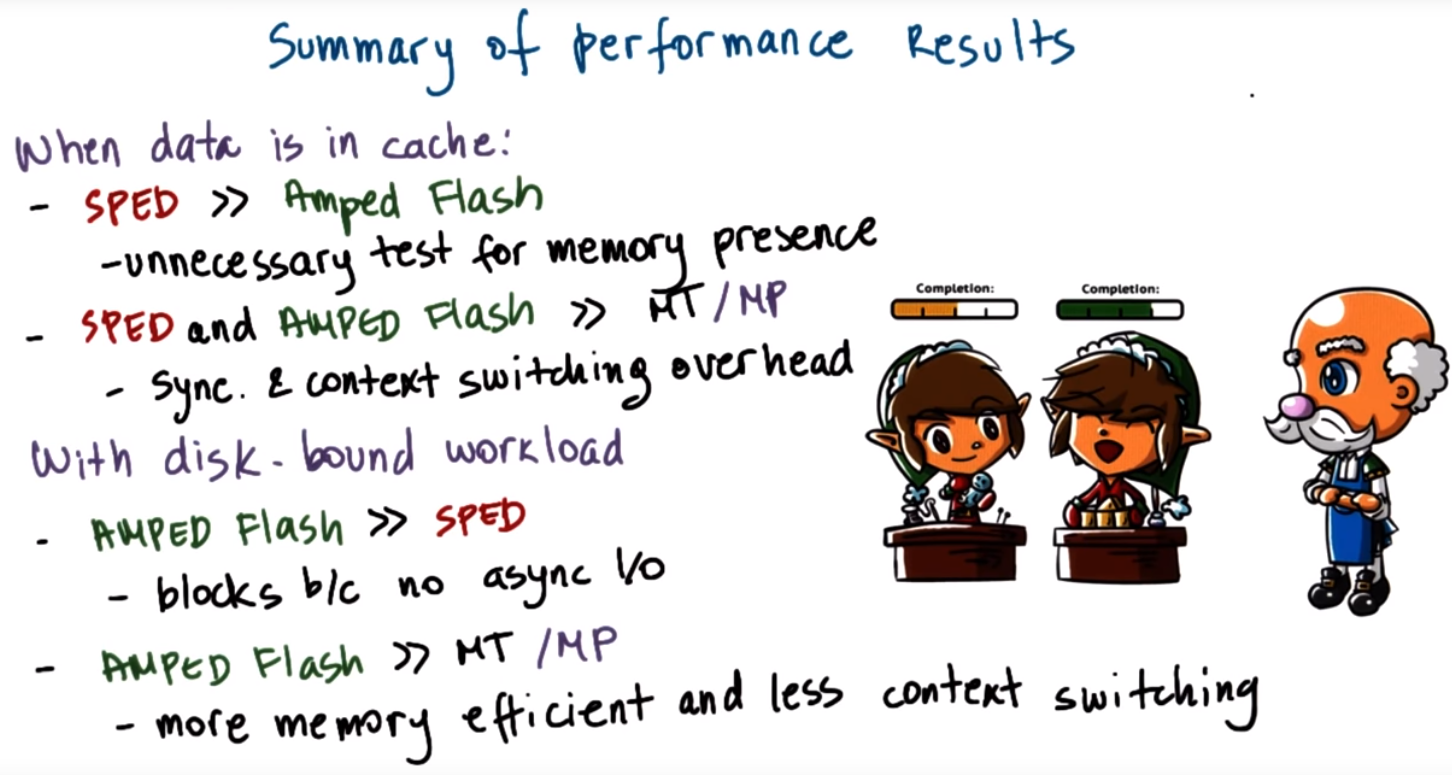 Summary of performance Results
When data is in cache:
- SPED >> Amped Flash
-unnecessary test for memory presence
- SPED and AMPED Flash >> MT/MP
- Sync. & context switching overhead
Completion:
Completion:
With disk-bound workload
- AMPED Flash >> SPED
- blocks b/c no async I/O
- AMPED Flash >> MT/MP
- more memory efficient and less context switching